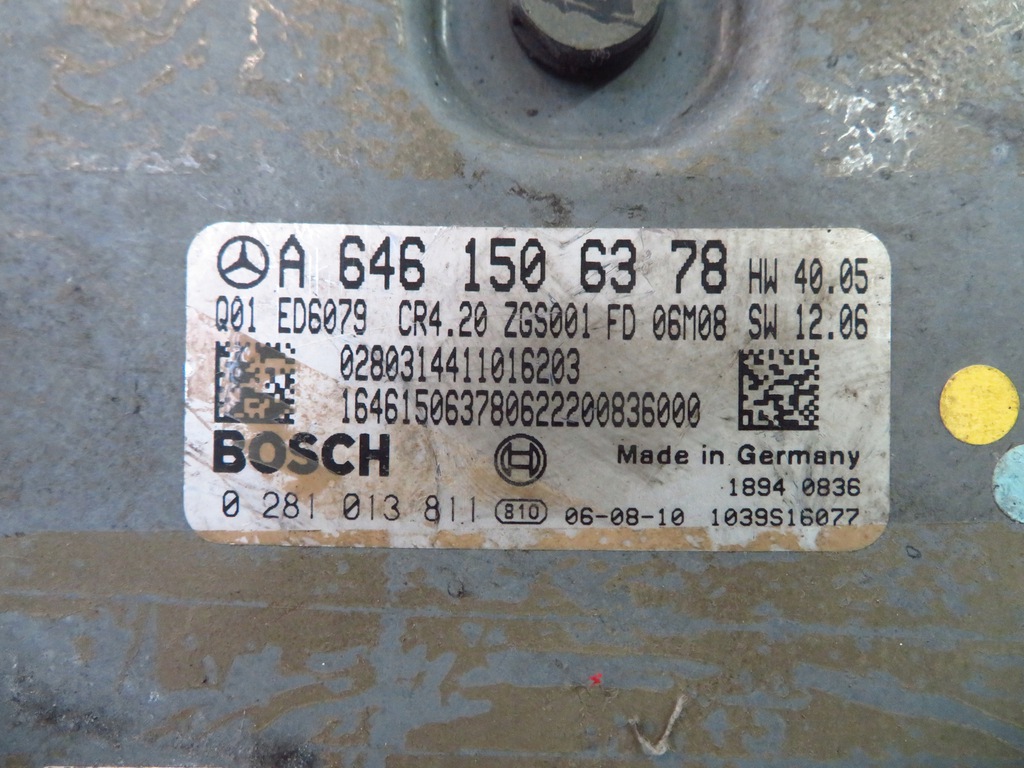 A 646 150 63 78 HW 40.05
Q01 ED6079 CR4.20 ZGS001 FD 06M08 SW 12.06
0280314411016203
164615063780622200836000
BOSCH Made in Germany
1894 0836
0 281 013 811 810 06-08-10 1039S16077